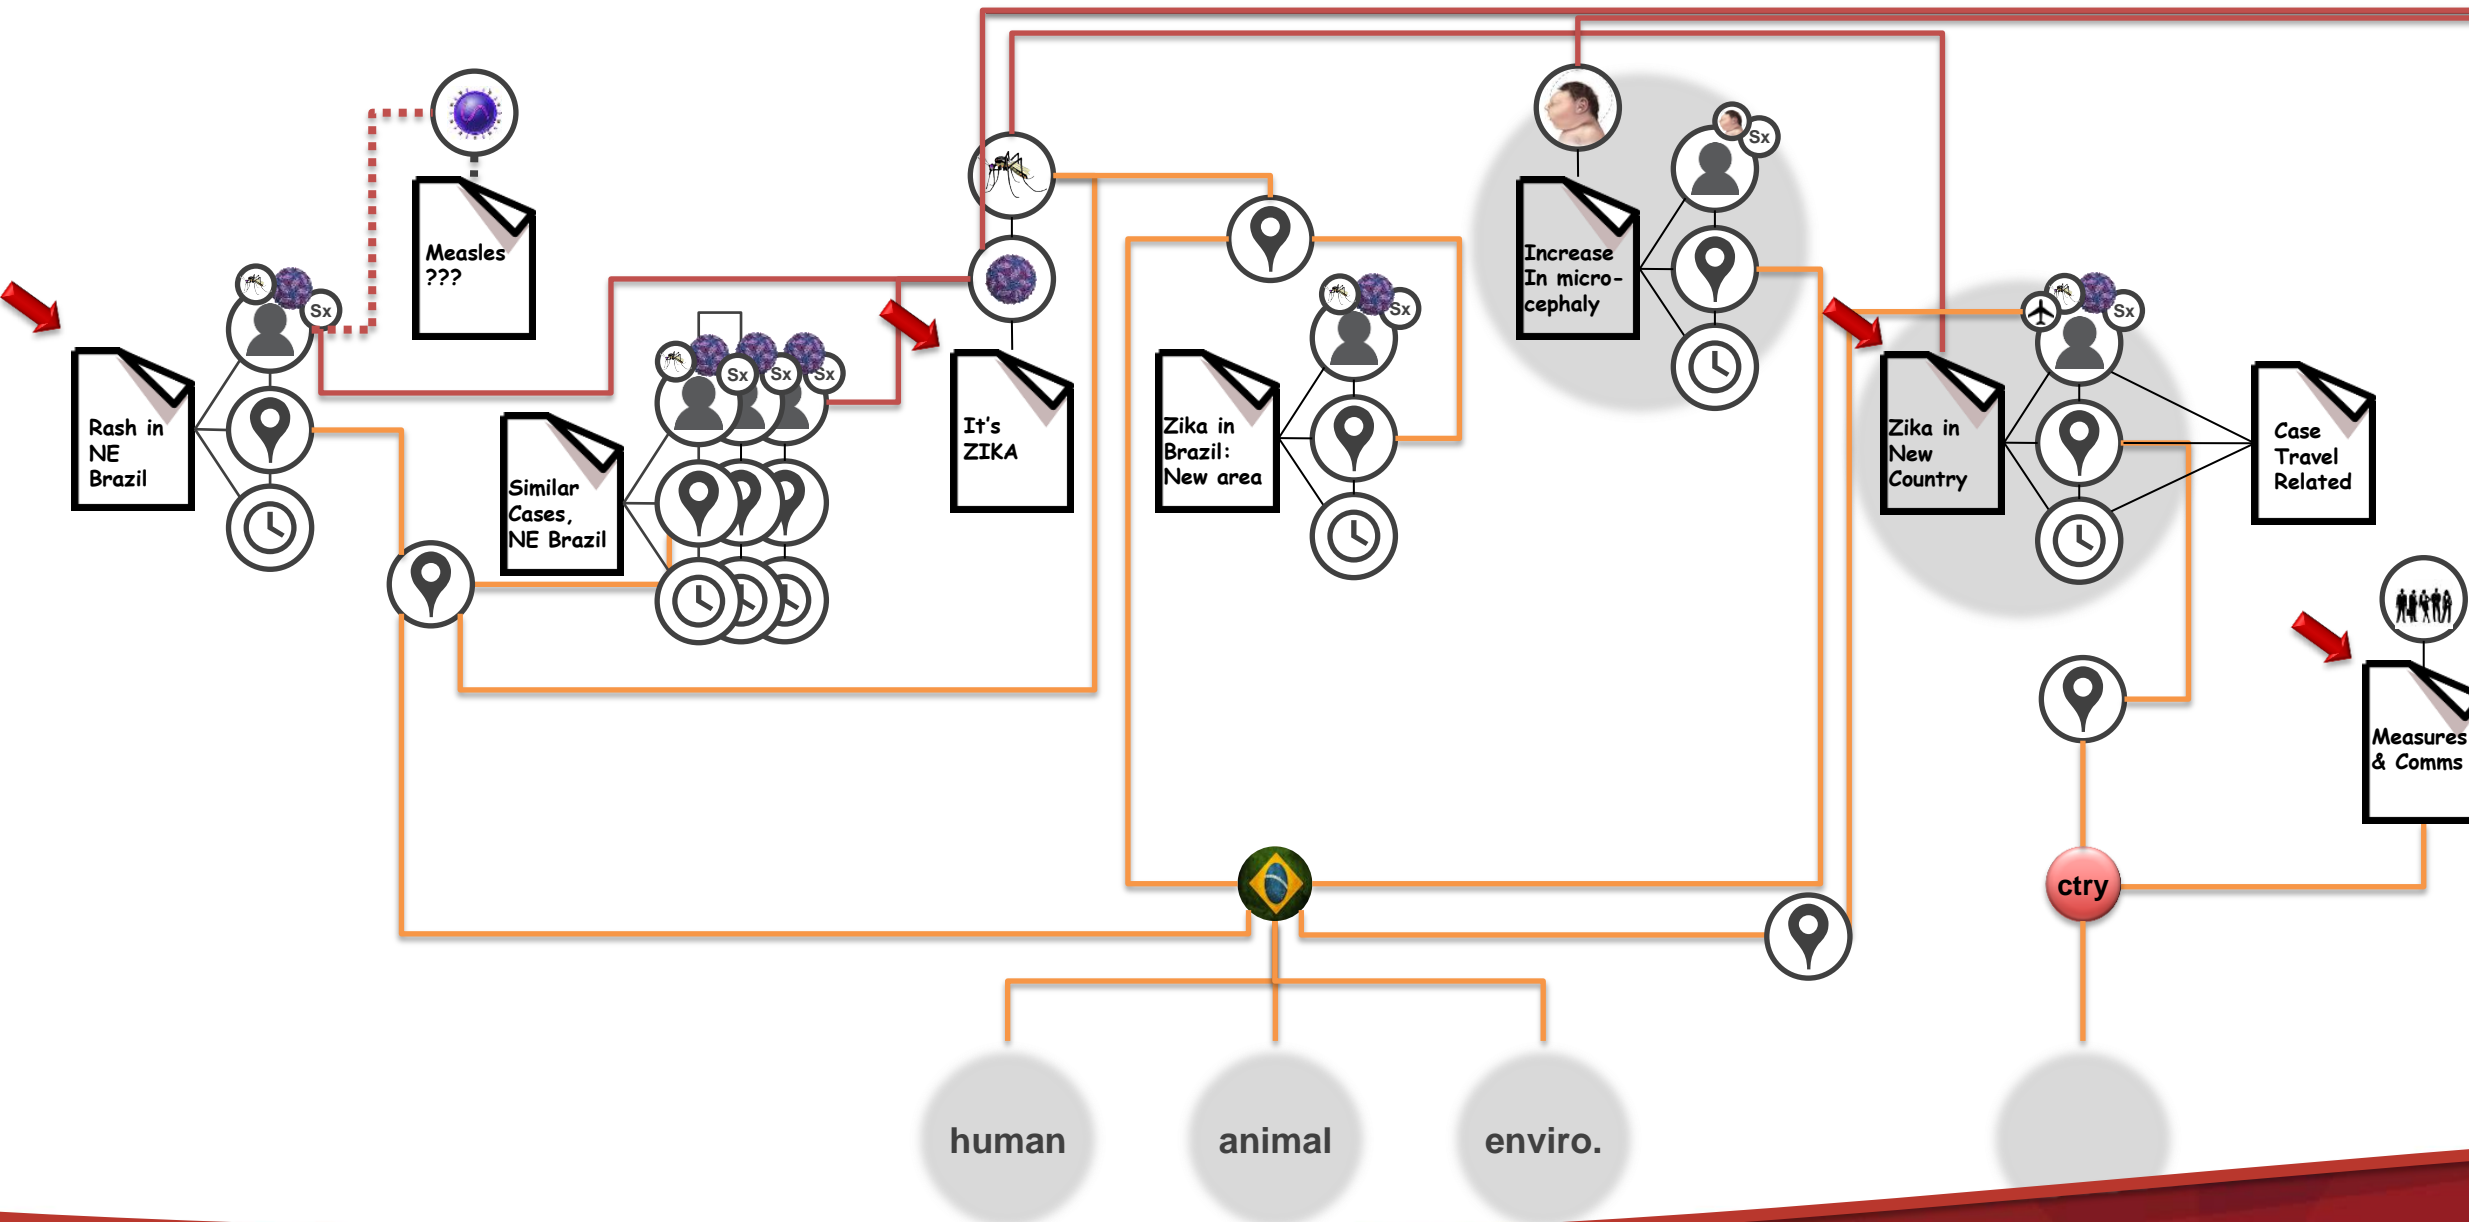 Sx
Measles
???
Sx
Rash in
NE
Brazil
Sx
Sx
Sx
Similar
Cases,
NE Brazil
It's
ZIKA
Sx
Zika in
Brazil:
New area
Sx
Increase
In micro-
cephaly
Sx
Zika in
New
Country
Case
Travel
Related
Measures
& Comms
ctry
human
animal
enviro.